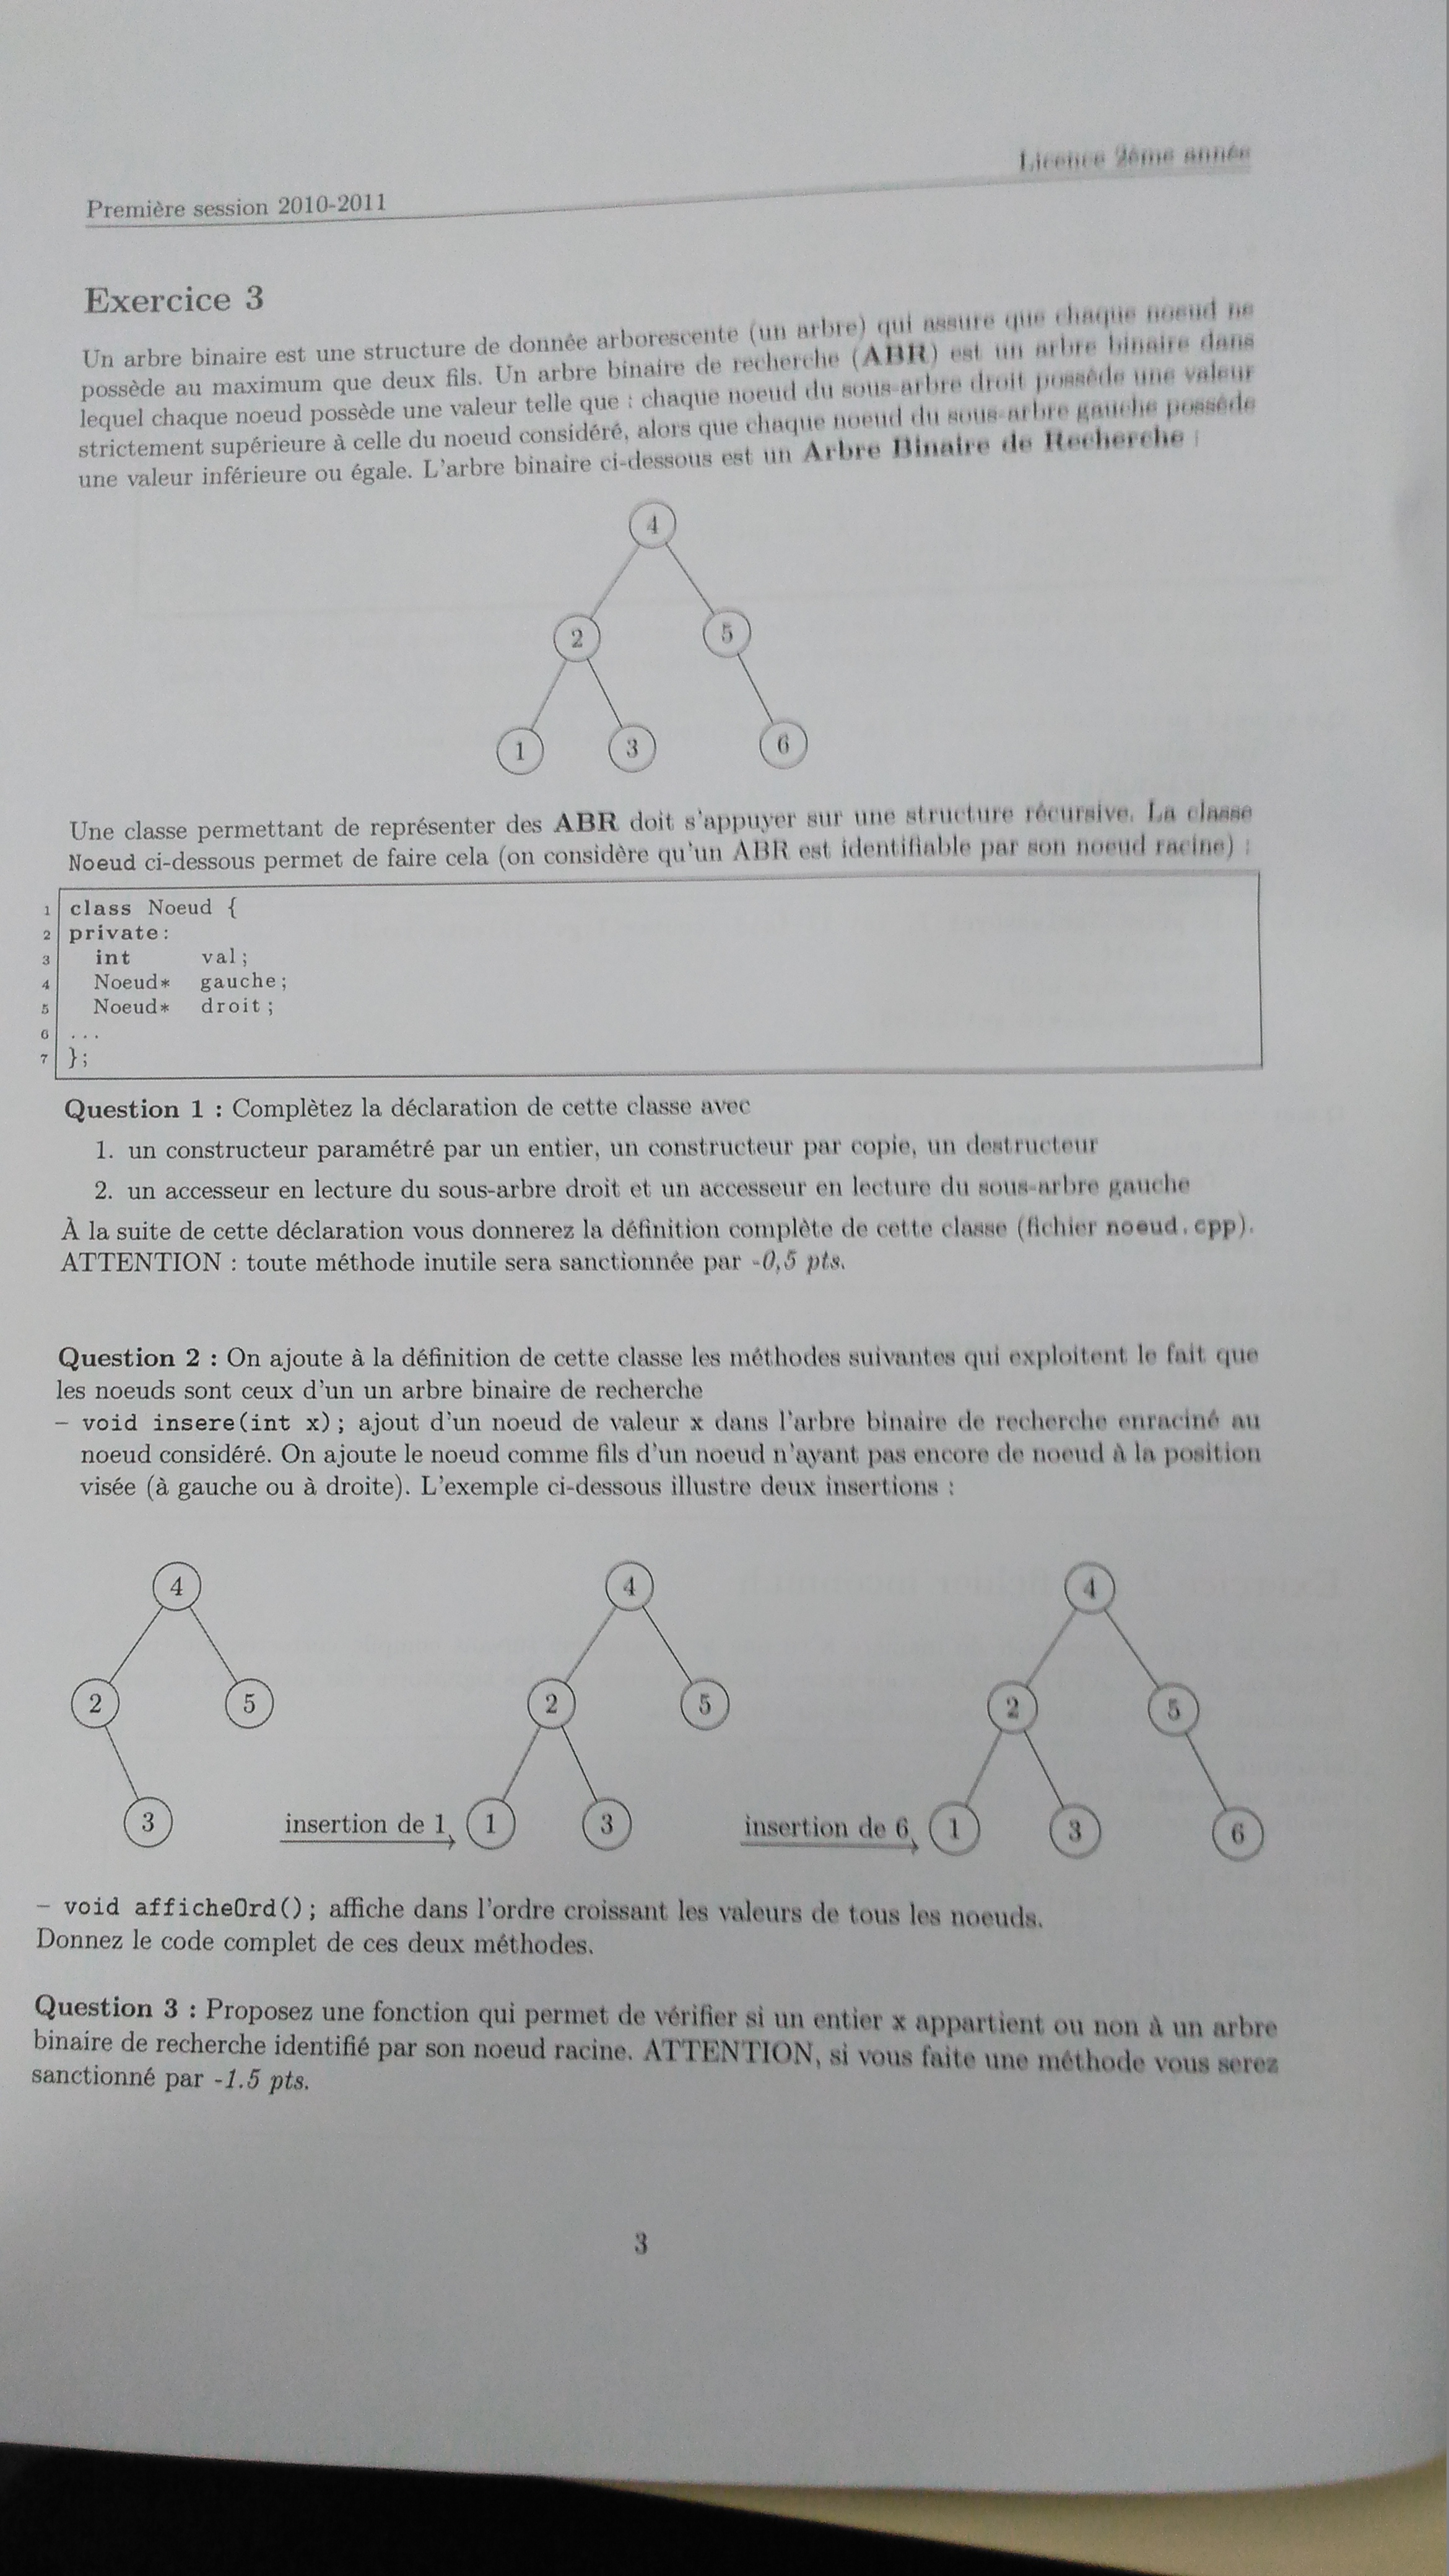 Licence 2ème année
Première session 2010-2011
Exercice 3
Un arbre binaire est une structure de donnée arborescente (un arbre) qui assure que chaque noeud ne
possède au maximum que deux fils. Un arbre binaire de recherche (ABR) est un arbre binaire dans
lequel chaque noeud possède une valeur telle que : chaque noeud du sous-arbre droit possède une valeur
strictement supérieure à celle du noeud considéré, alors que chaque noeud du sous-arbre gauche possède
une valeur inférieure ou égale. L'arbre binaire ci-dessous est un Arbre Binaire de Recherche :
4
2 5
1 3 6
Une classe permettant de représenter des ABR doit s'appuyer sur une structure récursive. La classe
Noeud ci-dessous permet de faire cela (on considère qu'un ABR est identifiable par son noeud racine) :
1 class Noeud {
2 private:
3 int val;
4 Noeud* gauche;
5 Noeud* droit;
6 ...
7 };
Question 1 : Complètez la déclaration de cette classe avec
1. un constructeur paramétré par un entier, un constructeur par copie, un destructeur
2. un accesseur en lecture du sous-arbre droit et un accesseur en lecture du sous-arbre gauche
À la suite de cette déclaration vous donnerez la définition complète de cette classe (fichier noeud.cpp).
ATTENTION : toute méthode inutile sera sanctionnée par -0,5 pts.
Question 2 : On ajoute à la définition de cette classe les méthodes suivantes qui exploitent le fait que
les noeuds sont ceux d'un un arbre binaire de recherche
– void insere(int x); ajout d'un noeud de valeur x dans l'arbre binaire de recherche enraciné au
noeud considéré. On ajoute le noeud comme fils d'un noeud n'ayant pas encore de noeud à la position
visée (à gauche ou à droite). L'exemple ci-dessous illustre deux insertions :
4 4 4
2 5 2 5 2 5
3 insertion de 1 1 3 insertion de 6 1 3 6
– void afficheOrd(); affiche dans l'ordre croissant les valeurs de tous les noeuds.
Donnez le code complet de ces deux méthodes.
Question 3 : Proposez une fonction qui permet de vérifier si un entier x appartient ou non à un arbre
binaire de recherche identifié par son noeud racine. ATTENTION, si vous faite une méthode vous serez
sanctionné par -1.5 pts.
3